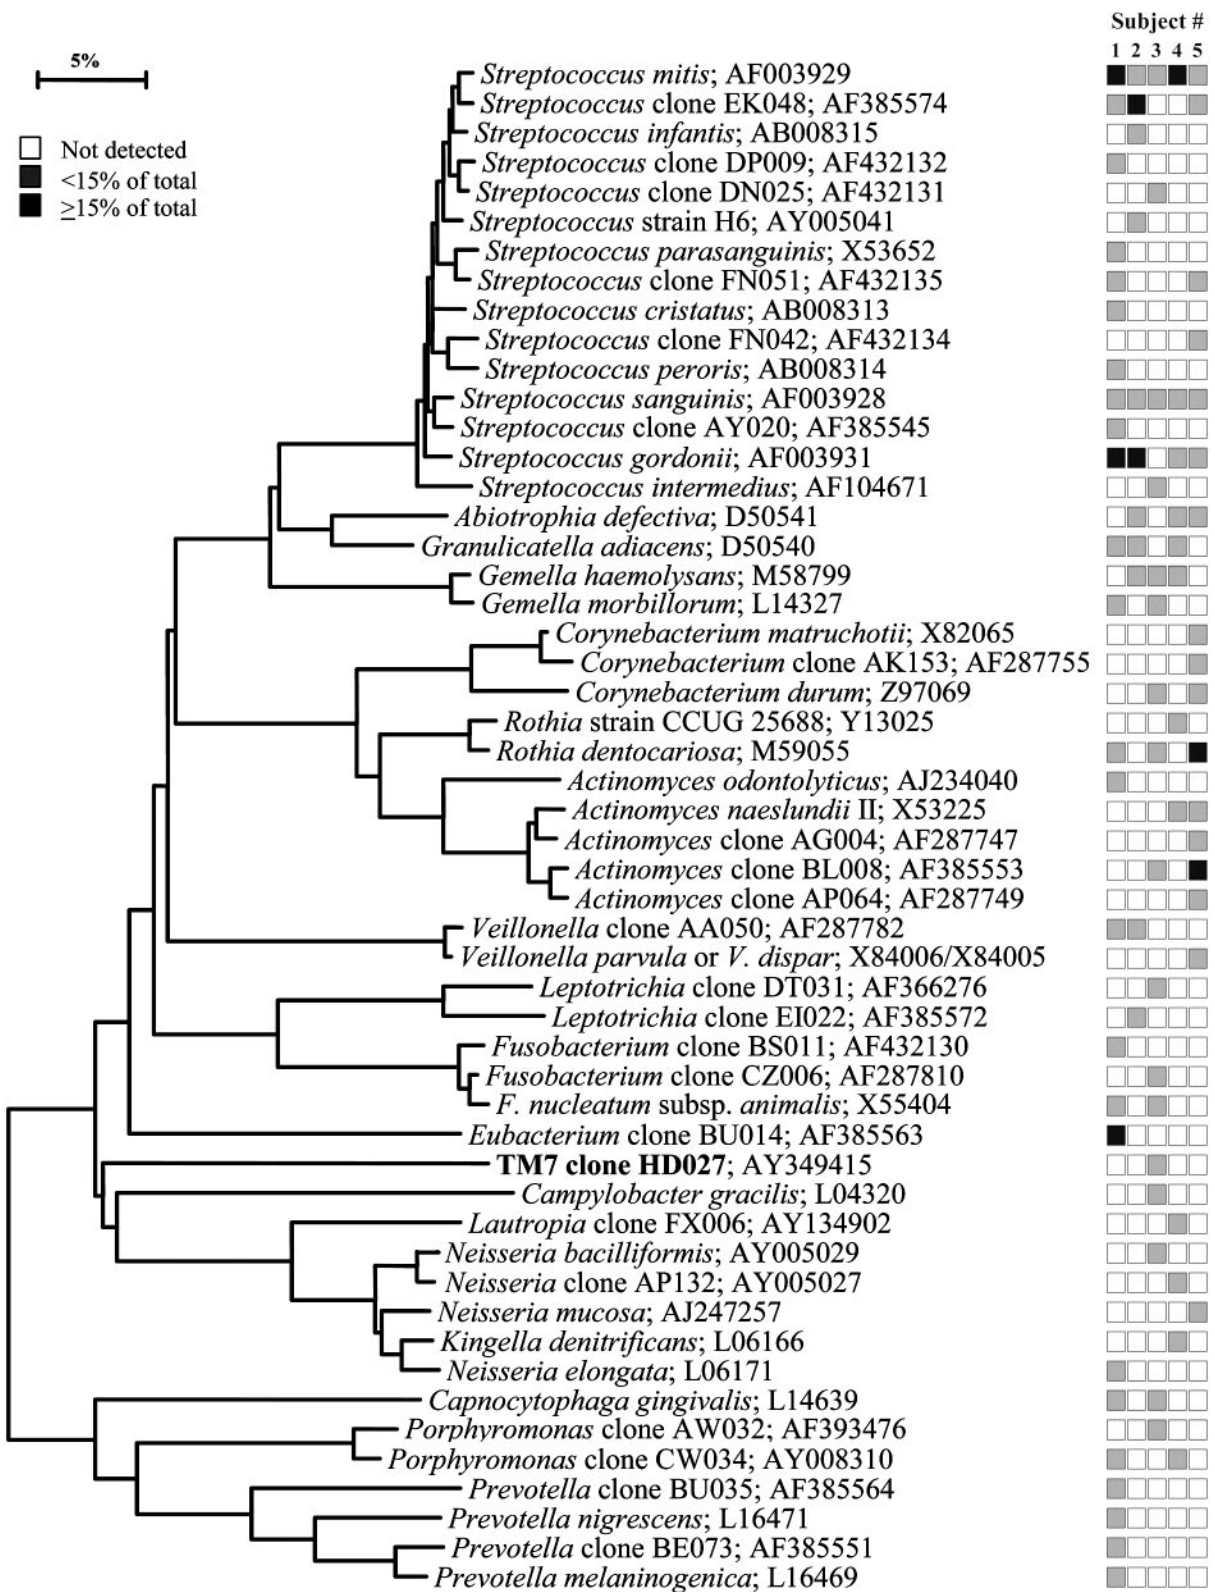 Subject #
1 2 3 4 5
5%
Not detected
<15% of total
≥15% of total
Streptococcus mitis; AF003929
Streptococcus clone EK048; AF385574
Streptococcus infantis; AB008315
Streptococcus clone DP009; AF432132
Streptococcus clone DN025; AF432131
Streptococcus strain H6; AY005041
Streptococcus parasanguinis; X53652
Streptococcus clone FN051; AF432135
Streptococcus cristatus; AB008313
Streptococcus clone FN042; AF432134
Streptococcus peroris; AB008314
Streptococcus sanguinis; AF003928
Streptococcus clone AY020; AF385545
Streptococcus gordonii; AF003931
Streptococcus intermedius; AF104671
Abiotrophia defectiva; D50541
Granulicatella adiacens; D50540
Gemella haemolysans; M58799
Gemella morbillorum; L14327
Corynebacterium matruchotii; X82065
Corynebacterium clone AK153; AF287755
Corynebacterium durum; Z97069
Rothia strain CCUG 25688; Y13025
Rothia dentocariosa; M59055
Actinomyces odontolyticus; AJ234040
Actinomyces naeslundii II; X53225
Actinomyces clone AG004; AF287747
Actinomyces clone BL008; AF385553
Actinomyces clone AP064; AF287749
Veillonella clone AA050; AF287782
Veillonella parvula or V. dispar; X84006/X84005
Leptotrichia clone DT031; AF366276
Leptotrichia clone EI022; AF385572
Fusobacterium clone BS011; AF432130
Fusobacterium clone CZ006; AF287810
F. nucleatum subsp. animalis; X55404
Eubacterium clone BU014; AF385563
TM7 clone HD027; AY349415
Campylobacter gracilis; L04320
Lautropia clone FX006; AY134902
Neisseria bacilliformis; AY005029
Neisseria clone AP132; AY005027
Neisseria mucosa; AJ247257
Kingella denitrificans; L06166
Neisseria elongata; L06171
Capnocytophaga gingivalis; L14639
Porphyromonas clone AW032; AF393476
Porphyromonas clone CW034; AY008310
Prevotella clone BU035; AF385564
Prevotella nigrescens; L16471
Prevotella clone BE073; AF385551
Prevotella melaninogenica; L16469